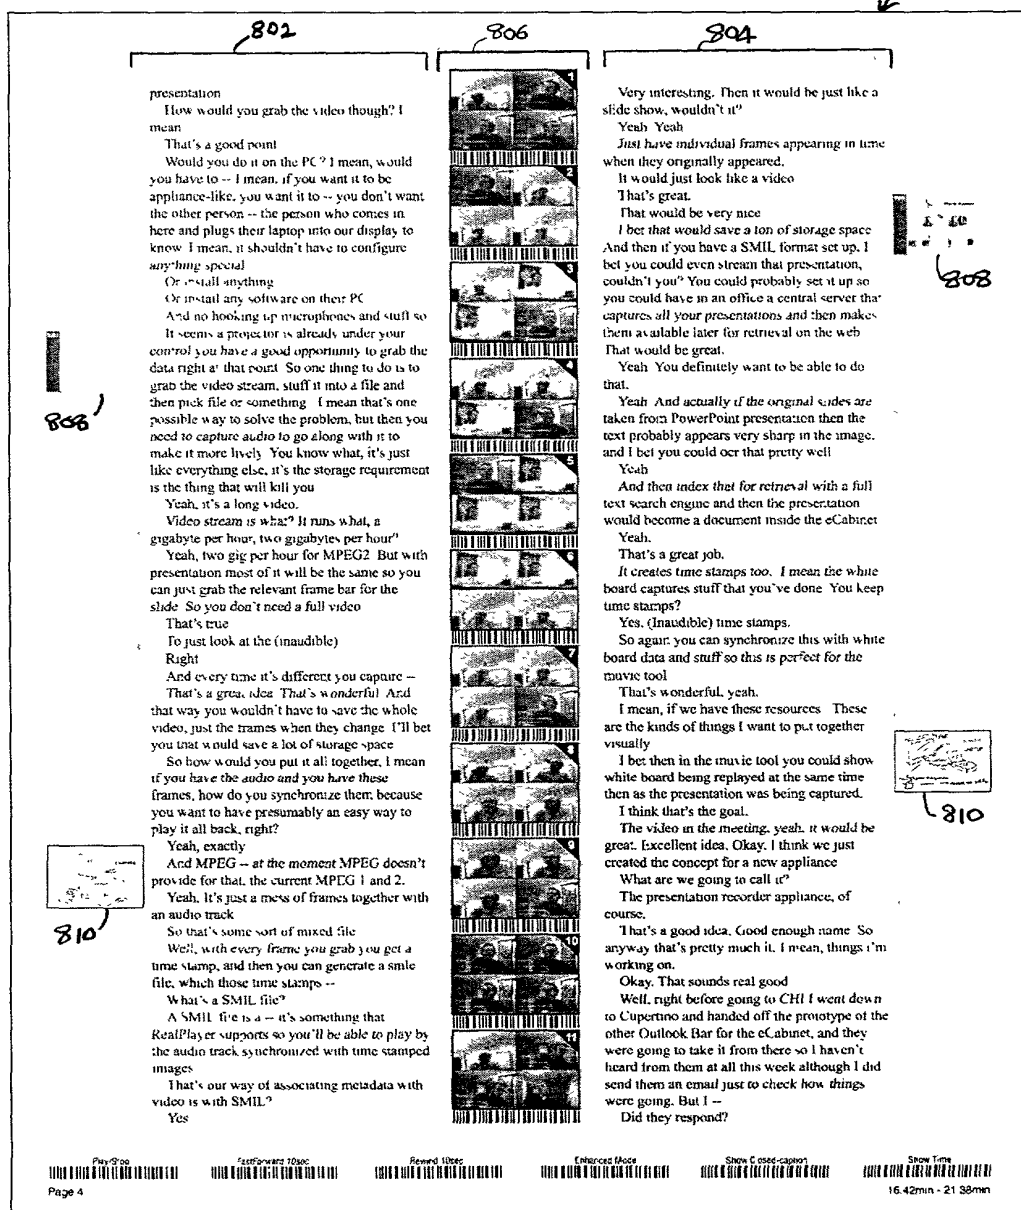 802
806
804
presentation
How would you grab the video though? I
mean
That's a good point
Would you do it on the PC? I mean, would
you have to -- I mean, if you want it to be
appliance-like, you want it to -- you don't want
the other person -- the person who comes in
here and plugs their laptop into our display to
know I mean, it shouldn't have to configure
anything special
Or install anything
Or install any software on their PC
And no hooking up microphones and stuff so
It seems a projector is already under your
control you have a good opportunity to grab the
data right at that point So one thing to do is to
grab the video stream, stuff it into a file and
then pick file or something I mean that's one
possible way to solve the problem, but then you
need to capture audio to go along with it to
make it more lively You know what, it's just
like everything else, it's the storage requirement
is the thing that will kill you
Yeah, it's a long video.
Video stream is what? It runs what, a
gigabyte per hour, two gigabytes per hour?
Yeah, two gig per hour for MPEG2 But with
presentation most of it will be the same so you
can just grab the relevant frame bar for the
slide So you don't need a full video
That's true
To just look at the (inaudible)
Right
And every time it's different you capture --
That's a great idea That's wonderful And
that way you wouldn't have to save the whole
video, just the frames when they change I'll bet
you that would save a lot of storage space
So how would you put it all together, I mean
if you have the audio and you have these
frames, how do you synchronize them because
you want to have presumably an easy way to
play it all back, right?
Yeah, exactly
And MPEG -- at the moment MPEG doesn't
provide for that, the current MPEG 1 and 2.
Yeah, It's just a mess of frames together with
an audio track
So that's some sort of mixed file
Well, with every frame you grab you get a
time stamp, and then you can generate a smile
file, which those time stamps --
What's a SMIL file?
A SMIL file is a -- it's something that
RealPlayer supports so you'll be able to play by
the audio track synchronized with time stamped
images
That's our way of associating metadata with
video is with SMIL?
Yes
808
810
1
2
3
4
5
6
7
8
9
10
11
Very interesting. Then it would be just like a
slide show, wouldn't it?
Yeah Yeah
Just have individual frames appearing in time
when they originally appeared.
It would just look like a video
That's great.
That would be very nice
I bet that would save a ton of storage space
And then if you have a SMIL format set up, I
bet you could even stream that presentation,
couldn't you? You could probably set it up so
you could have in an office a central server that
captures all your presentations and then makes
them available later for retrieval on the web
That would be great.
Yeah You definitely want to be able to do
that.
Yeah And actually if the original slides are
taken from PowerPoint presentation then the
text probably appears very sharp in the image,
and I bet you could ocr that pretty well
Yeah
And then index that for retrieval with a full
text search engine and then the presentation
would become a document inside the eCabinet
Yeah.
That's a great job.
It creates time stamps too. I mean the white
board captures stuff that you've done You keep
time stamps?
Yes. (Inaudible) time stamps.
So again you can synchronize this with white
board data and stuff so this is perfect for the
muvie tool
That's wonderful, yeah.
I mean, if we have these resources These
are the kinds of things I want to put together
visually
I bet then in the muvie tool you could show
white board being replayed at the same time
then as the presentation was being captured.
I think that's the goal.
The video in the meeting, yeah, it would be
great. Excellent idea. Okay. I think we just
created the concept for a new appliance
What are we going to call it?
The presentation recorder appliance, of
course.
That's a good idea. Good enough name So
anyway that's pretty much it. I mean, things I'm
working on.
Okay. That sounds real good
Well, right before going to CHI I went down
to Cupertino and handed off the prototype of the
other Outlook Bar for the eCabinet, and they
were going to take it from there so I haven't
heard from them at all this week although I did
send them an email just to check how things
were going. But I --
Did they respond?
808
810
Play/Stop
FastForward 10sec
Rewind 10sec
Enhanced Mode
Show Closed-caption
Show Time
Page 4
16.42min - 21 38min